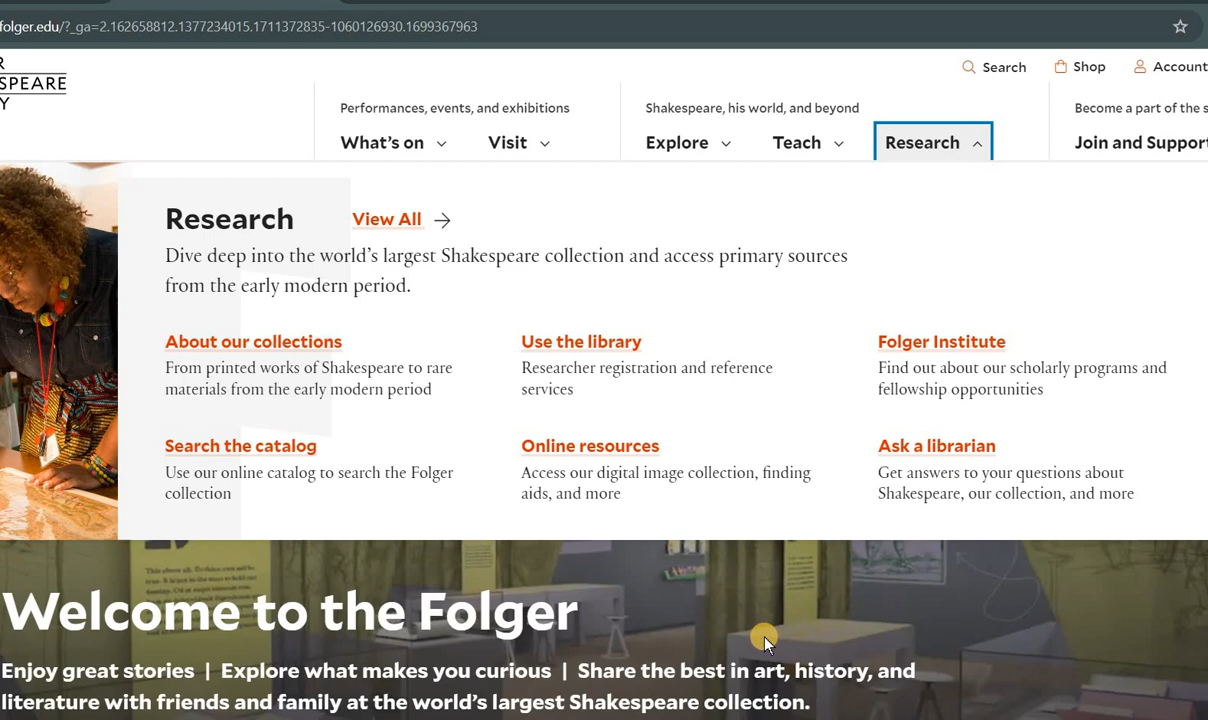 folger.edu/?_ga=2.162658812.1377234015.1711372835-1060126930.1699367963
SPEARE
Y
Search
Shop
Account
Performances, events, and exhibitions
Shakespeare, his world, and beyond
Become a part of the s
What's on
Visit
Explore
Teach
Research
Join and Support
Research
View All
Dive deep into the world's largest Shakespeare collection and access primary sources
from the early modern period.
About our collections
From printed works of Shakespeare to rare
materials from the early modern period
Use the library
Researcher registration and reference
services
Folger Institute
Find out about our scholarly programs and
fellowship opportunities
Search the catalog
Use our online catalog to search the Folger
collection
Online resources
Access our digital image collection, finding
aids, and more
Ask a librarian
Get answers to your questions about
Shakespeare, our collection, and more
Welcome to the Folger
Enjoy great stories | Explore what makes you curious | Share the best in art, history, and
literature with friends and family at the world's largest Shakespeare collection.